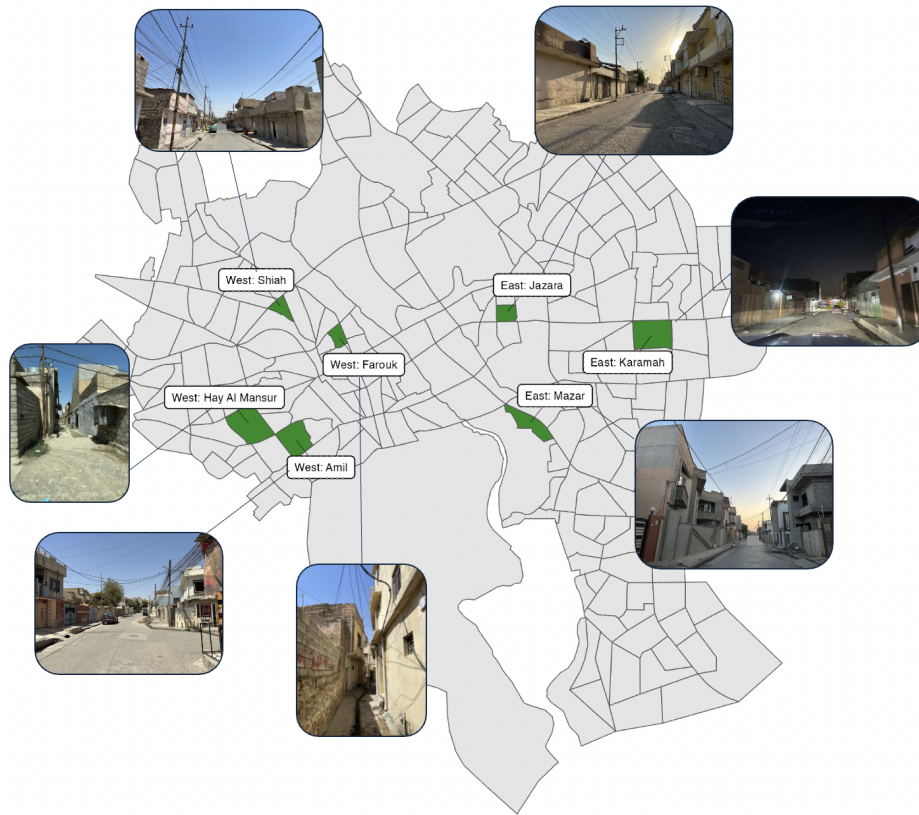 West: Shiah
East: Jazara
West: Farouk
East: Karamah
West: Hay Al Mansur
East: Mazar
West: Amil